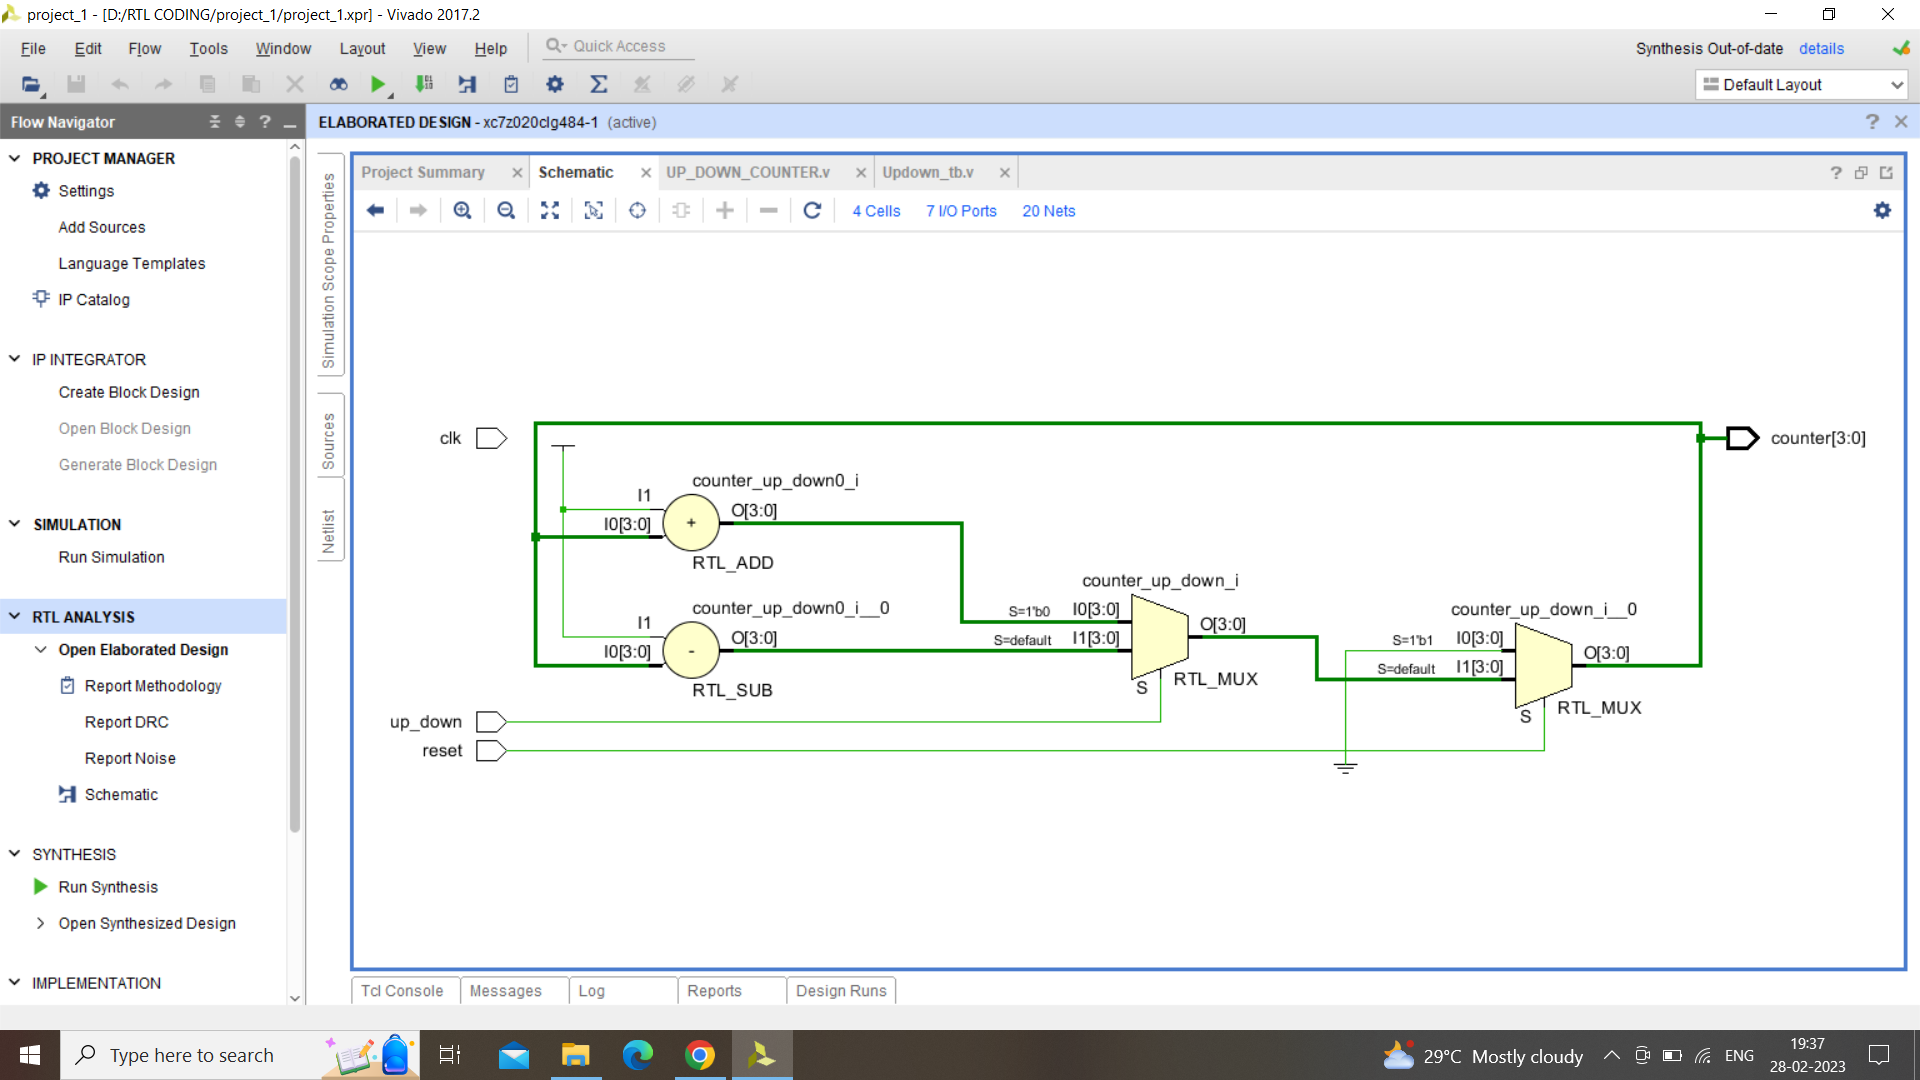 project_1 - [D:/RTL CODING/project_1/project_1.xpr] - Vivado 2017.2
File Edit Flow Tools Window Layout View Help Quick Access
Synthesis Out-of-date details
Default Layout
Flow Navigator
PROJECT MANAGER
Settings
Add Sources
Language Templates
IP Catalog
IP INTEGRATOR
Create Block Design
Open Block Design
Generate Block Design
SIMULATION
Run Simulation
RTL ANALYSIS
Open Elaborated Design
Report Methodology
Report DRC
Report Noise
Schematic
SYNTHESIS
Run Synthesis
Open Synthesized Design
IMPLEMENTATION
ELABORATED DESIGN - xc7z020clg484-1 (active)
Simulation Scope Properties
Sources
Netlist
Project Summary Schematic UP_DOWN_COUNTER.v Updown_tb.v
4 Cells 7 I/O Ports 20 Nets
clk
counter[3:0]
counter_up_down0_i
I1
O[3:0]
I0[3:0]
+
RTL_ADD
counter_up_down0_i__0
I1
O[3:0]
I0[3:0]
-
RTL_SUB
counter_up_down_i
S=1'b0 I0[3:0]
O[3:0]
S=default I1[3:0]
S
RTL_MUX
counter_up_down_i__0
S=1'b1 I0[3:0]
O[3:0]
S=default I1[3:0]
S
RTL_MUX
up_down
reset
Tcl Console Messages Log Reports Design Runs
Type here to search
29°C Mostly cloudy
ENG
19:37
28-02-2023